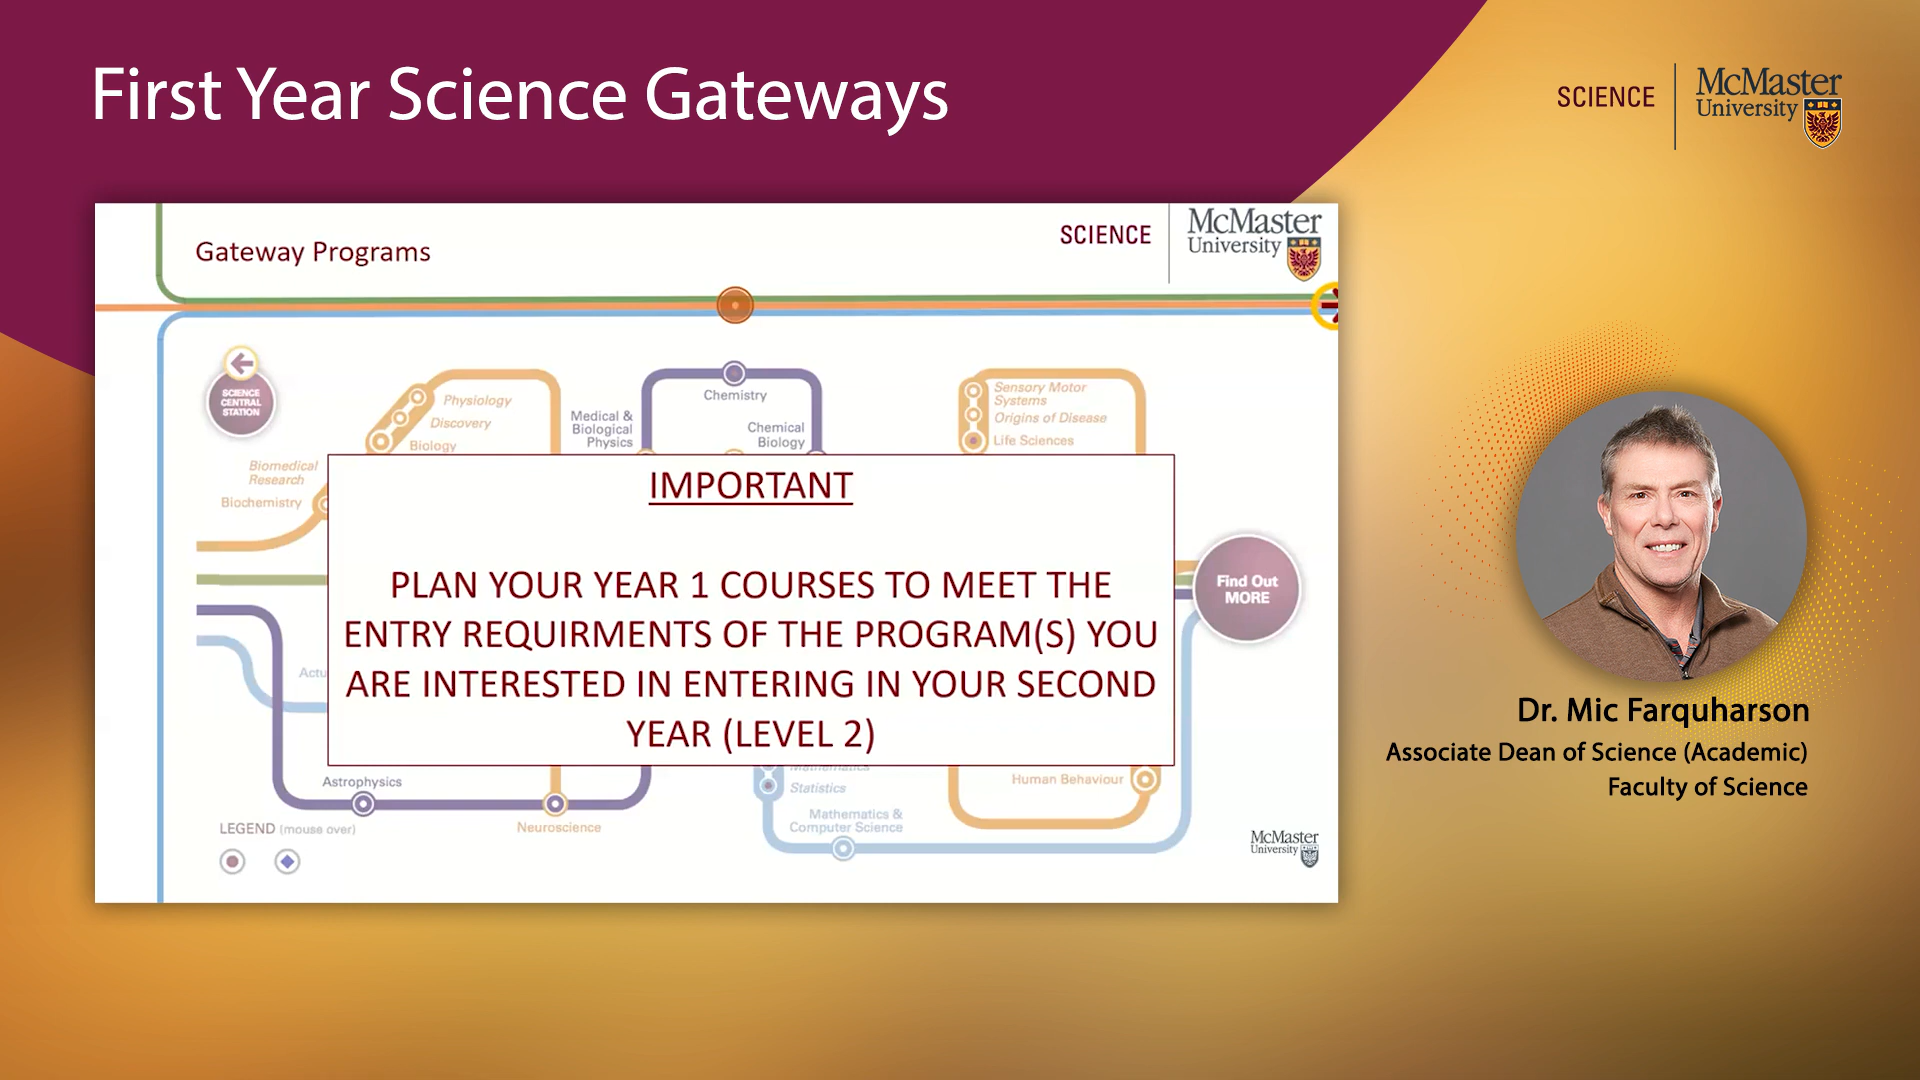 First Year Science Gateways
SCIENCE
McMaster
University
Gateway Programs
SCIENCE
McMaster
University
SCIENCE
CENTRAL
STATION
Physiology
Discovery
Biology
Biomedical
Research
Biochemistry
Medical &
Biological
Physics
Chemistry
Chemical
Biology
Sensory Motor
Systems
Origins of Disease
Life Sciences
IMPORTANT
PLAN YOUR YEAR 1 COURSES TO MEET THE
ENTRY REQUIRMENTS OF THE PROGRAM(S) YOU
ARE INTERESTED IN ENTERING IN YOUR SECOND
YEAR (LEVEL 2)
Find Out
MORE
Actu
Astrophysics
Neuroscience
Mathematics
Statistics
Mathematics &
Computer Science
Human Behaviour
LEGEND (mouse over)
McMaster
University
Dr. Mic Farquharson
Associate Dean of Science (Academic)
Faculty of Science